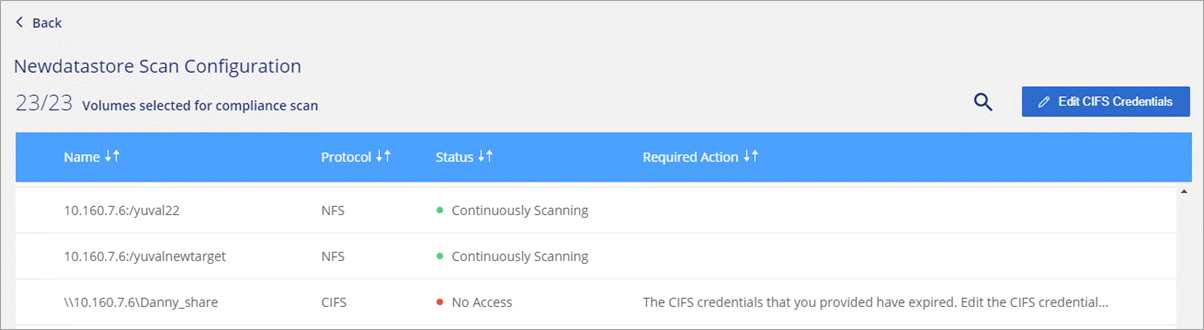 Back
Newdatastore Scan Configuration
23/23 Volumes selected for compliance scan
Edit CIFS Credentials
Name Protocol Status Required Action
10.160.7.6:/yuval22 NFS Continuously Scanning
10.160.7.6:/yuvalnewtarget NFS Continuously Scanning
\\10.160.7.6\Danny_share CIFS No Access The CIFS credentials that you provided have expired. Edit the CIFS credential...